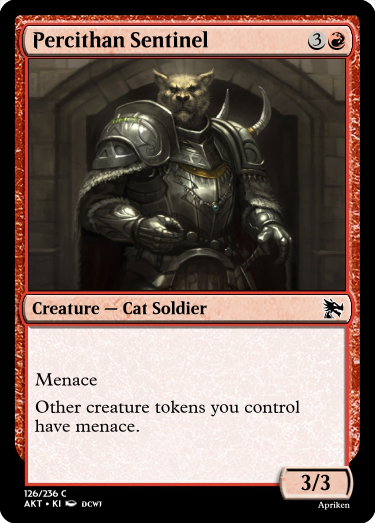 Percithan Sentinel 3
Creature — Cat Soldier
Menace
Other creature tokens you control
have menace.
3/3
126/236 C
AKT • KI DCWJ
Apriken